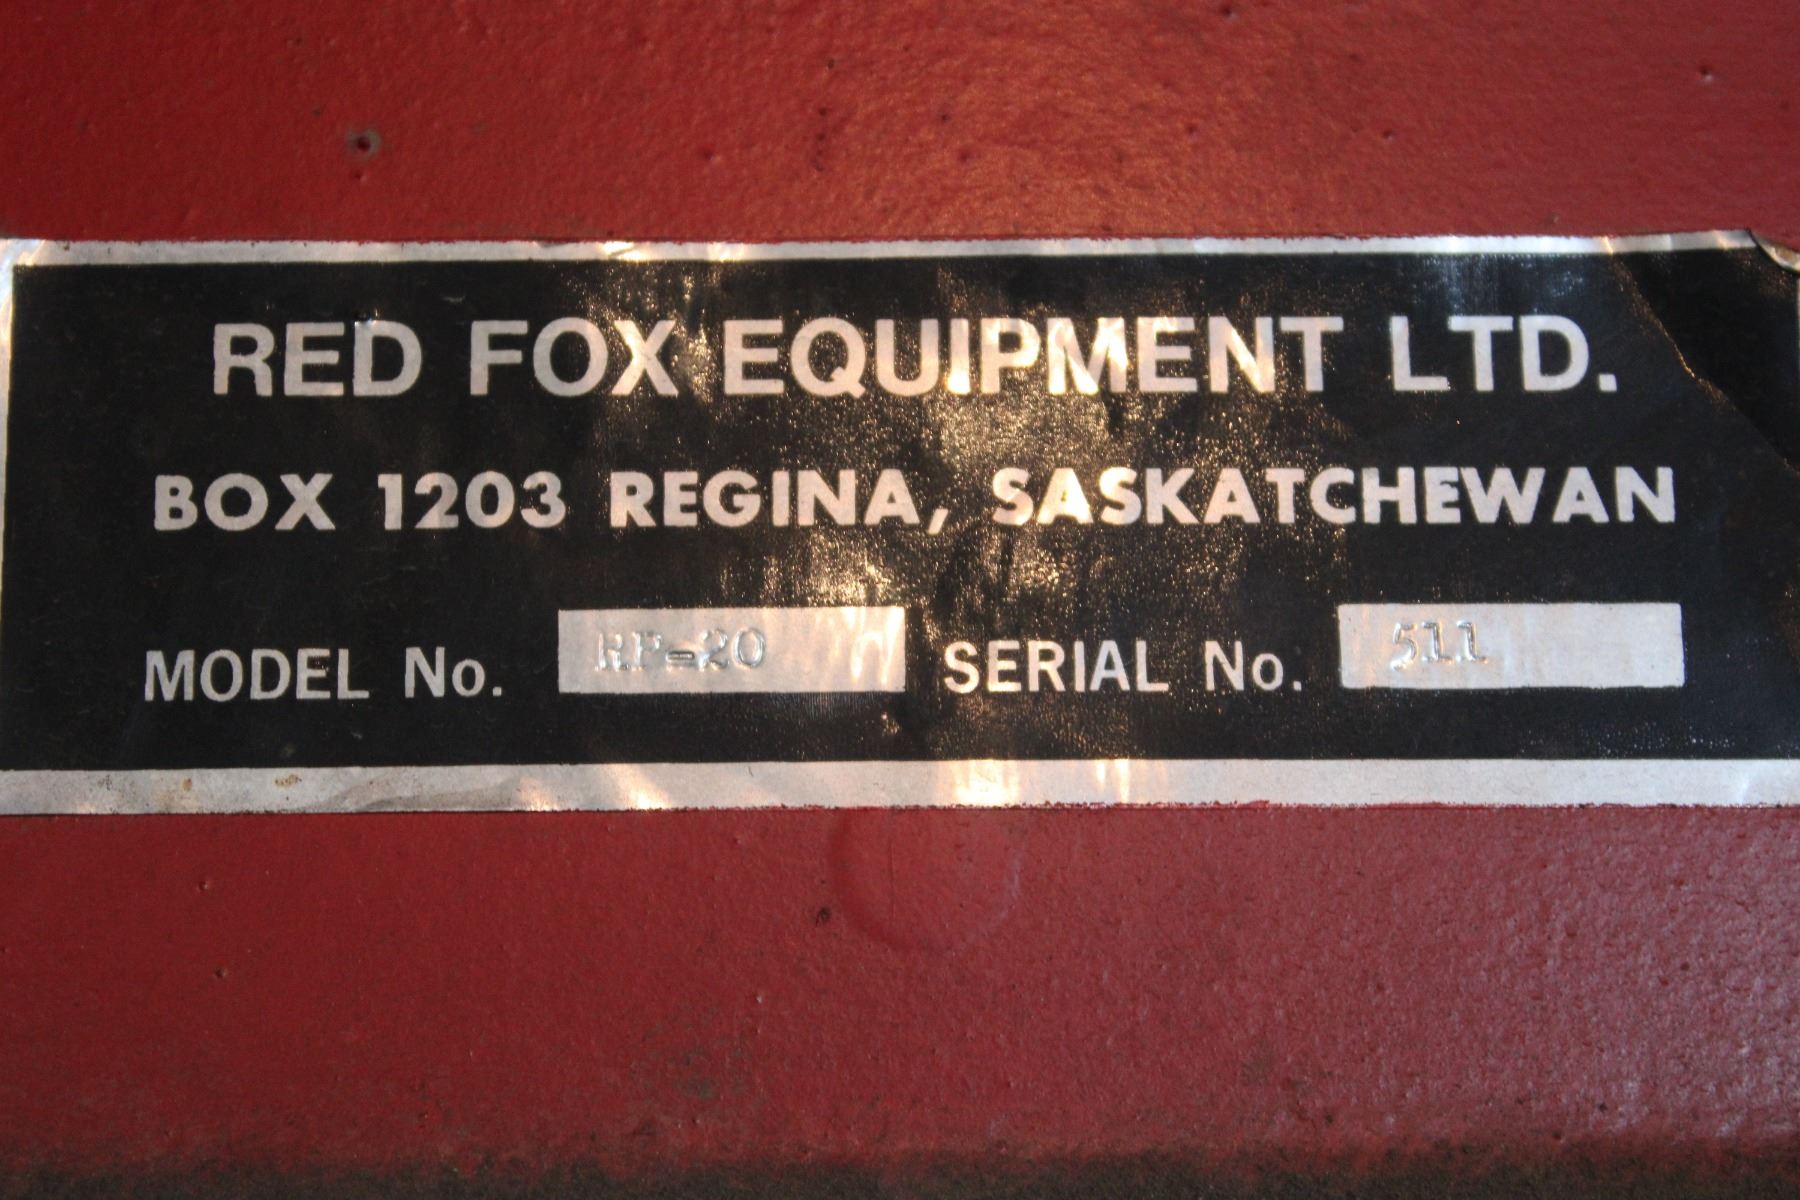 RED FOX EQUIPMENT LTD.
BOX 1203 REGINA, SASKATCHEWAN
MODEL No. RF-20 SERIAL No. 511